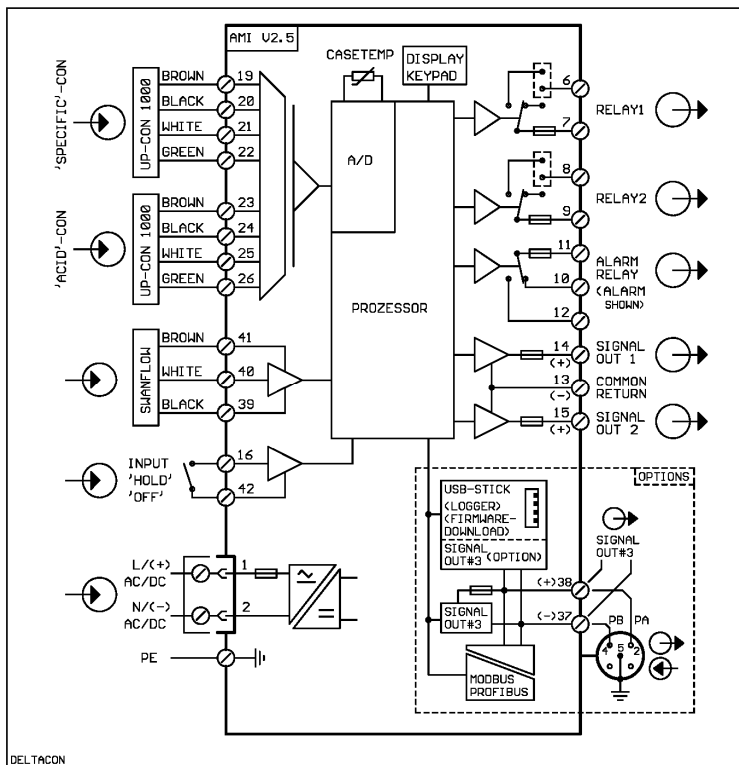 AMI V2.5
CASETEMP
DISPLAY
KEYPAD
'SPECIFIC'-CON
UP-CON 1000
BROWN 19
BLACK 20
WHITE 21
GREEN 22
'ACID'-CON
UP-CON 1000
BROWN 23
BLACK 24
WHITE 25
GREEN 26
A/D
PROZESSOR
6
RELAY1
7
8
RELAY2
9
11
ALARM
RELAY
10
(ALARM
SHOWN)
12
SWANFLOW
BROWN 41
WHITE 40
BLACK 39
14
(+)
SIGNAL
OUT 1
13
(-)
COMMON
RETURN
15
(+)
SIGNAL
OUT 2
INPUT
'HOLD'
'OFF'
16
42
OPTIONS
USB-STICK
(LOGGER)
(FIRMWARE-
DOWNLOAD)
SIGNAL
OUT#3 (OPTION)
SIGNAL
OUT#3
L/(+)
AC/DC
1
N/(-)
AC/DC
2
PE
(+)38
(-)37
SIGNAL
OUT#3
PB
PA
4
5
2
MODBUS
PROFIBUS
DELTACON